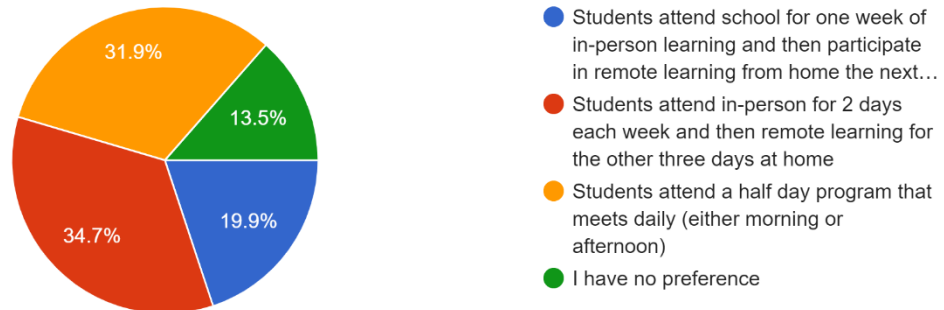 31.9%
13.5%
19.9%
34.7%
Students attend school for one week of
in-person learning and then participate
in remote learning from home the next…
Students attend in-person for 2 days
each week and then remote learning for
the other three days at home
Students attend a half day program that
meets daily (either morning or
afternoon)
I have no preference